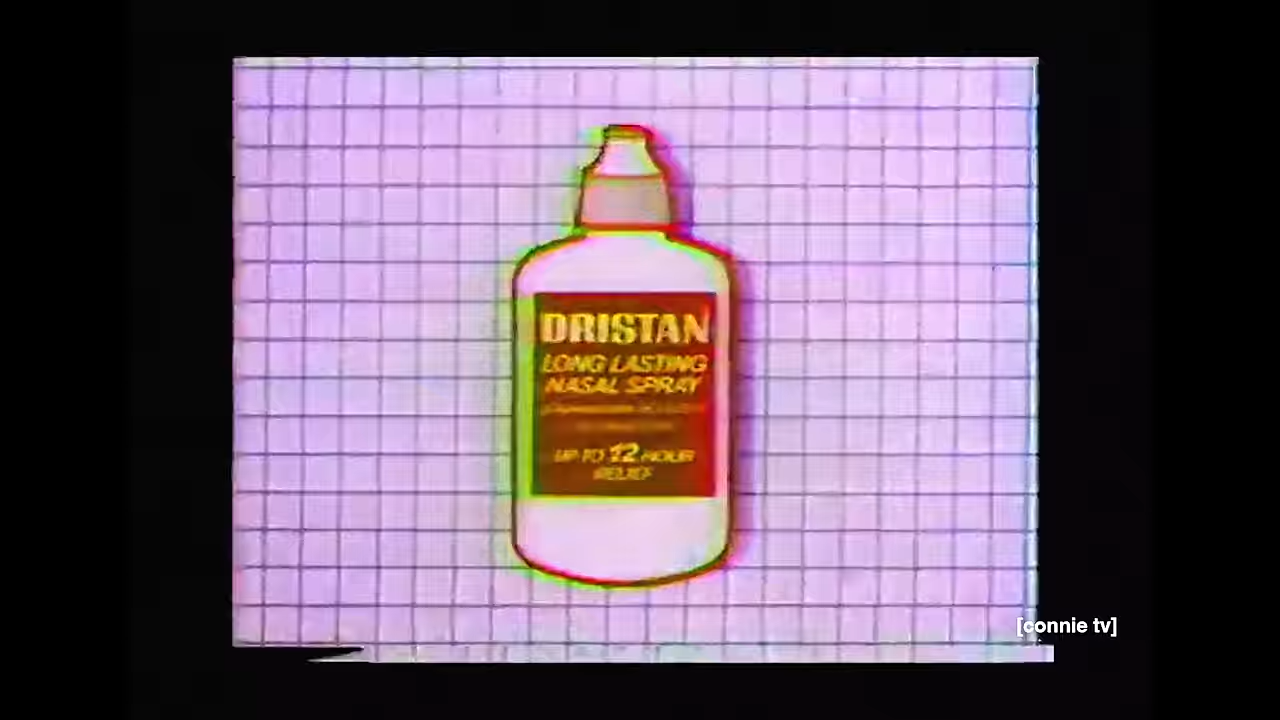 DRISTAN
LONG LASTING
NASAL SPRAY
UP TO 12 HOUR
RELIEF
[connie tv]